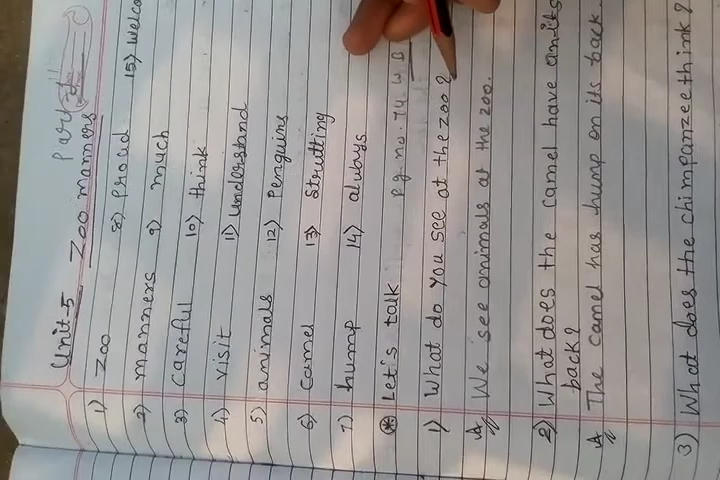 Part
Unit-5 Zoo manners
1) Zoo 8) proud 15) welco
2) manners 9) much
3) careful 10) think
4) visit 11) understand
5) animals 12) Penguins
6) camel 13) strutting
7) hump 14) alwys
Let's talk Pg. no. 74 W B
1) What do you see at the zoo?
A We see animals at the zoo.
2) What does the camel have on its
back?
A The camel has hump on its back.
3) What does the chimpanzee think?